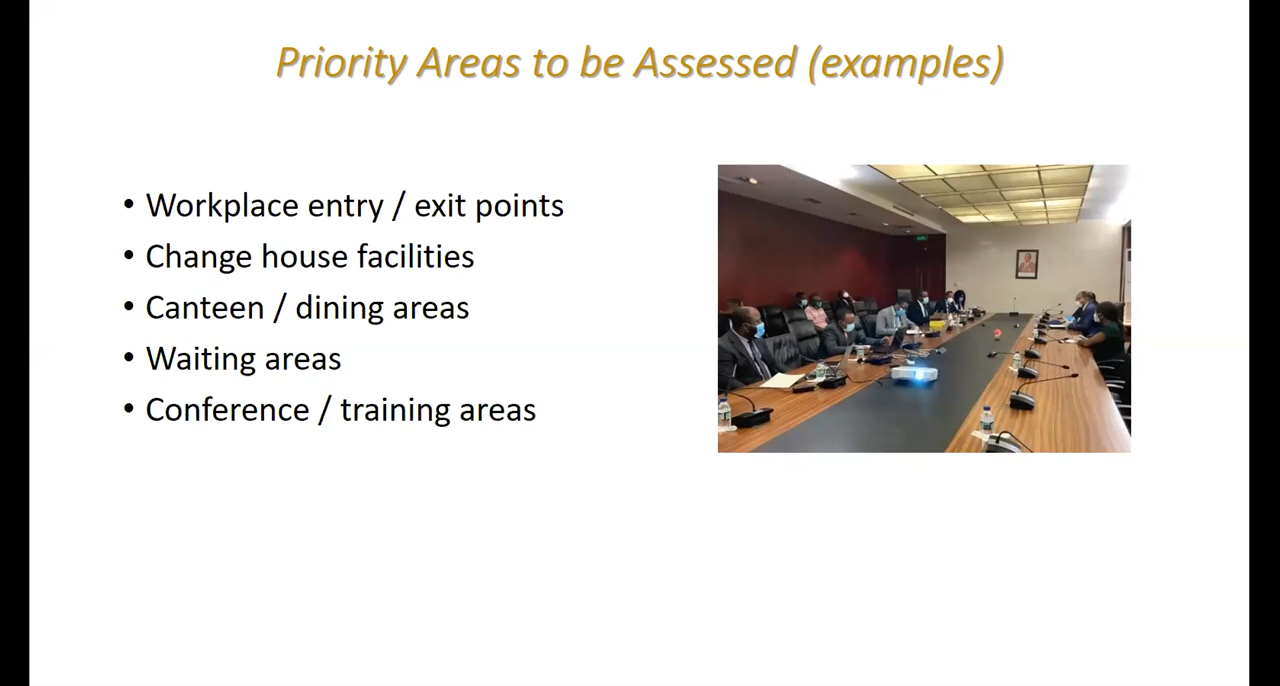 Priority Areas to be Assessed (examples)
• Workplace entry / exit points
• Change house facilities
• Canteen / dining areas
• Waiting areas
• Conference / training areas